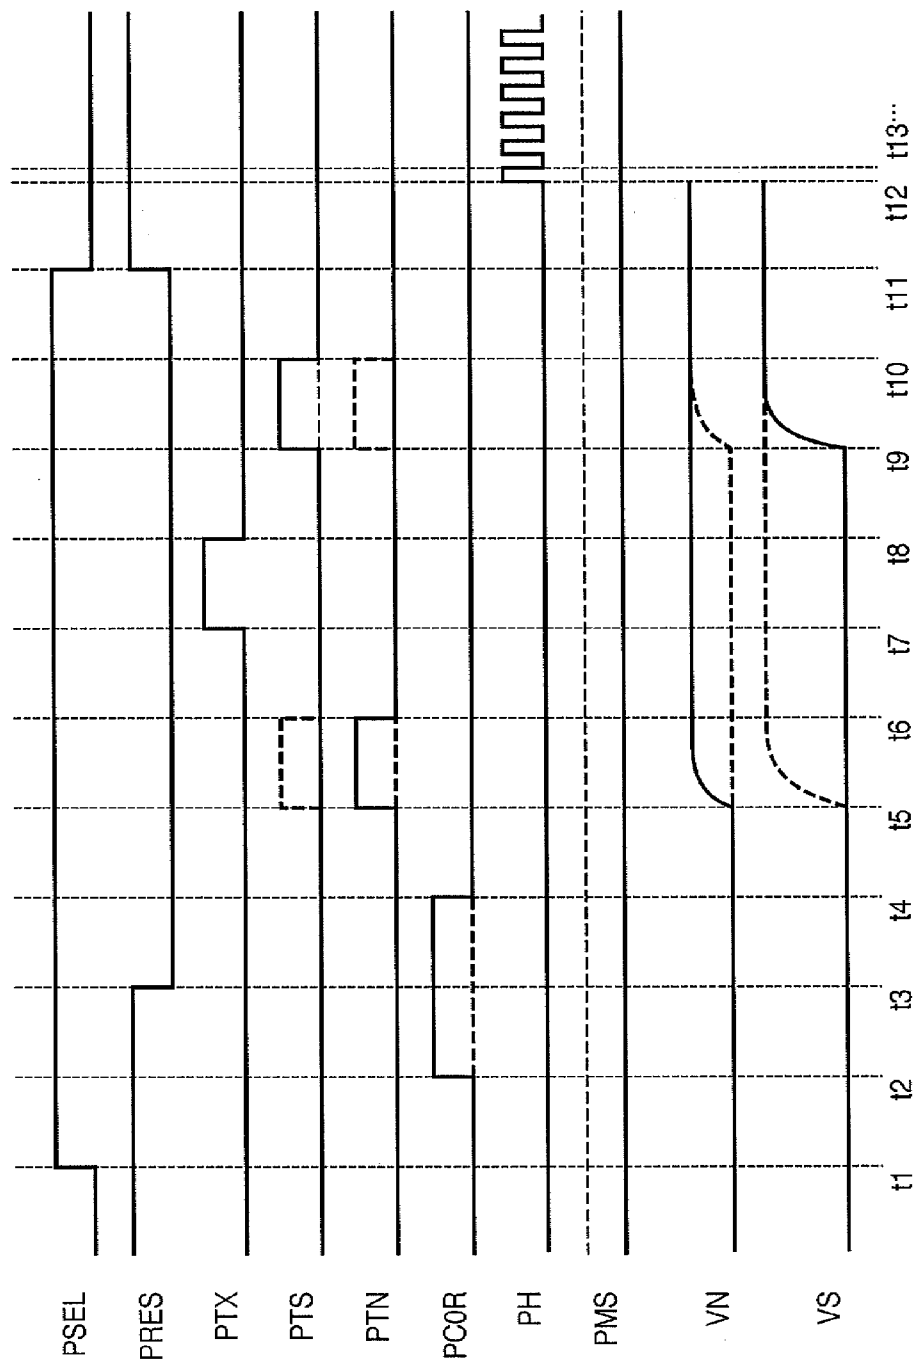 PSEL
PRES
PTX
PTS
PTN
PC0R
PH
PMS
VN
VS
t1 t2 t3 t4 t5 t6 t7 t8 t9 t10 t11 t12 t13···